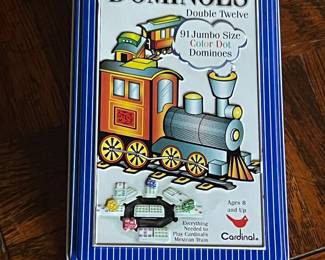 DOMINOES
Double Twelve
91 Jumbo Size
Color Dot
Dominoes
Everything
Needed to
Play Cardinal's
Mexican Train
Ages 8
and Up
Cardinal®